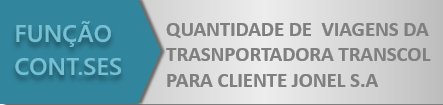 FUNÇÃO
CONT.SES
QUANTIDADE DE VIAGENS DA
TRASNPORTADORA TRANSCOL
PARA CLIENTE JONEL S.A